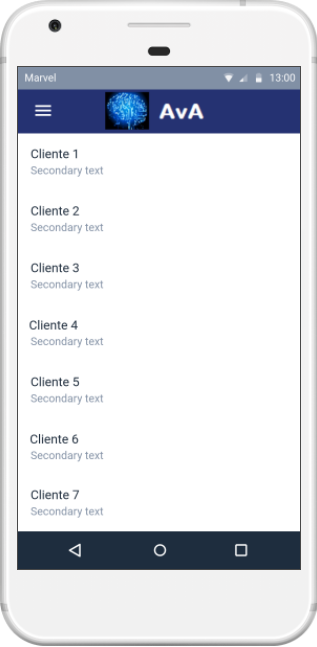 Marvel
13:00
AvA
Cliente 1
Secondary text
Cliente 2
Secondary text
Cliente 3
Secondary text
Cliente 4
Secondary text
Cliente 5
Secondary text
Cliente 6
Secondary text
Cliente 7
Secondary text